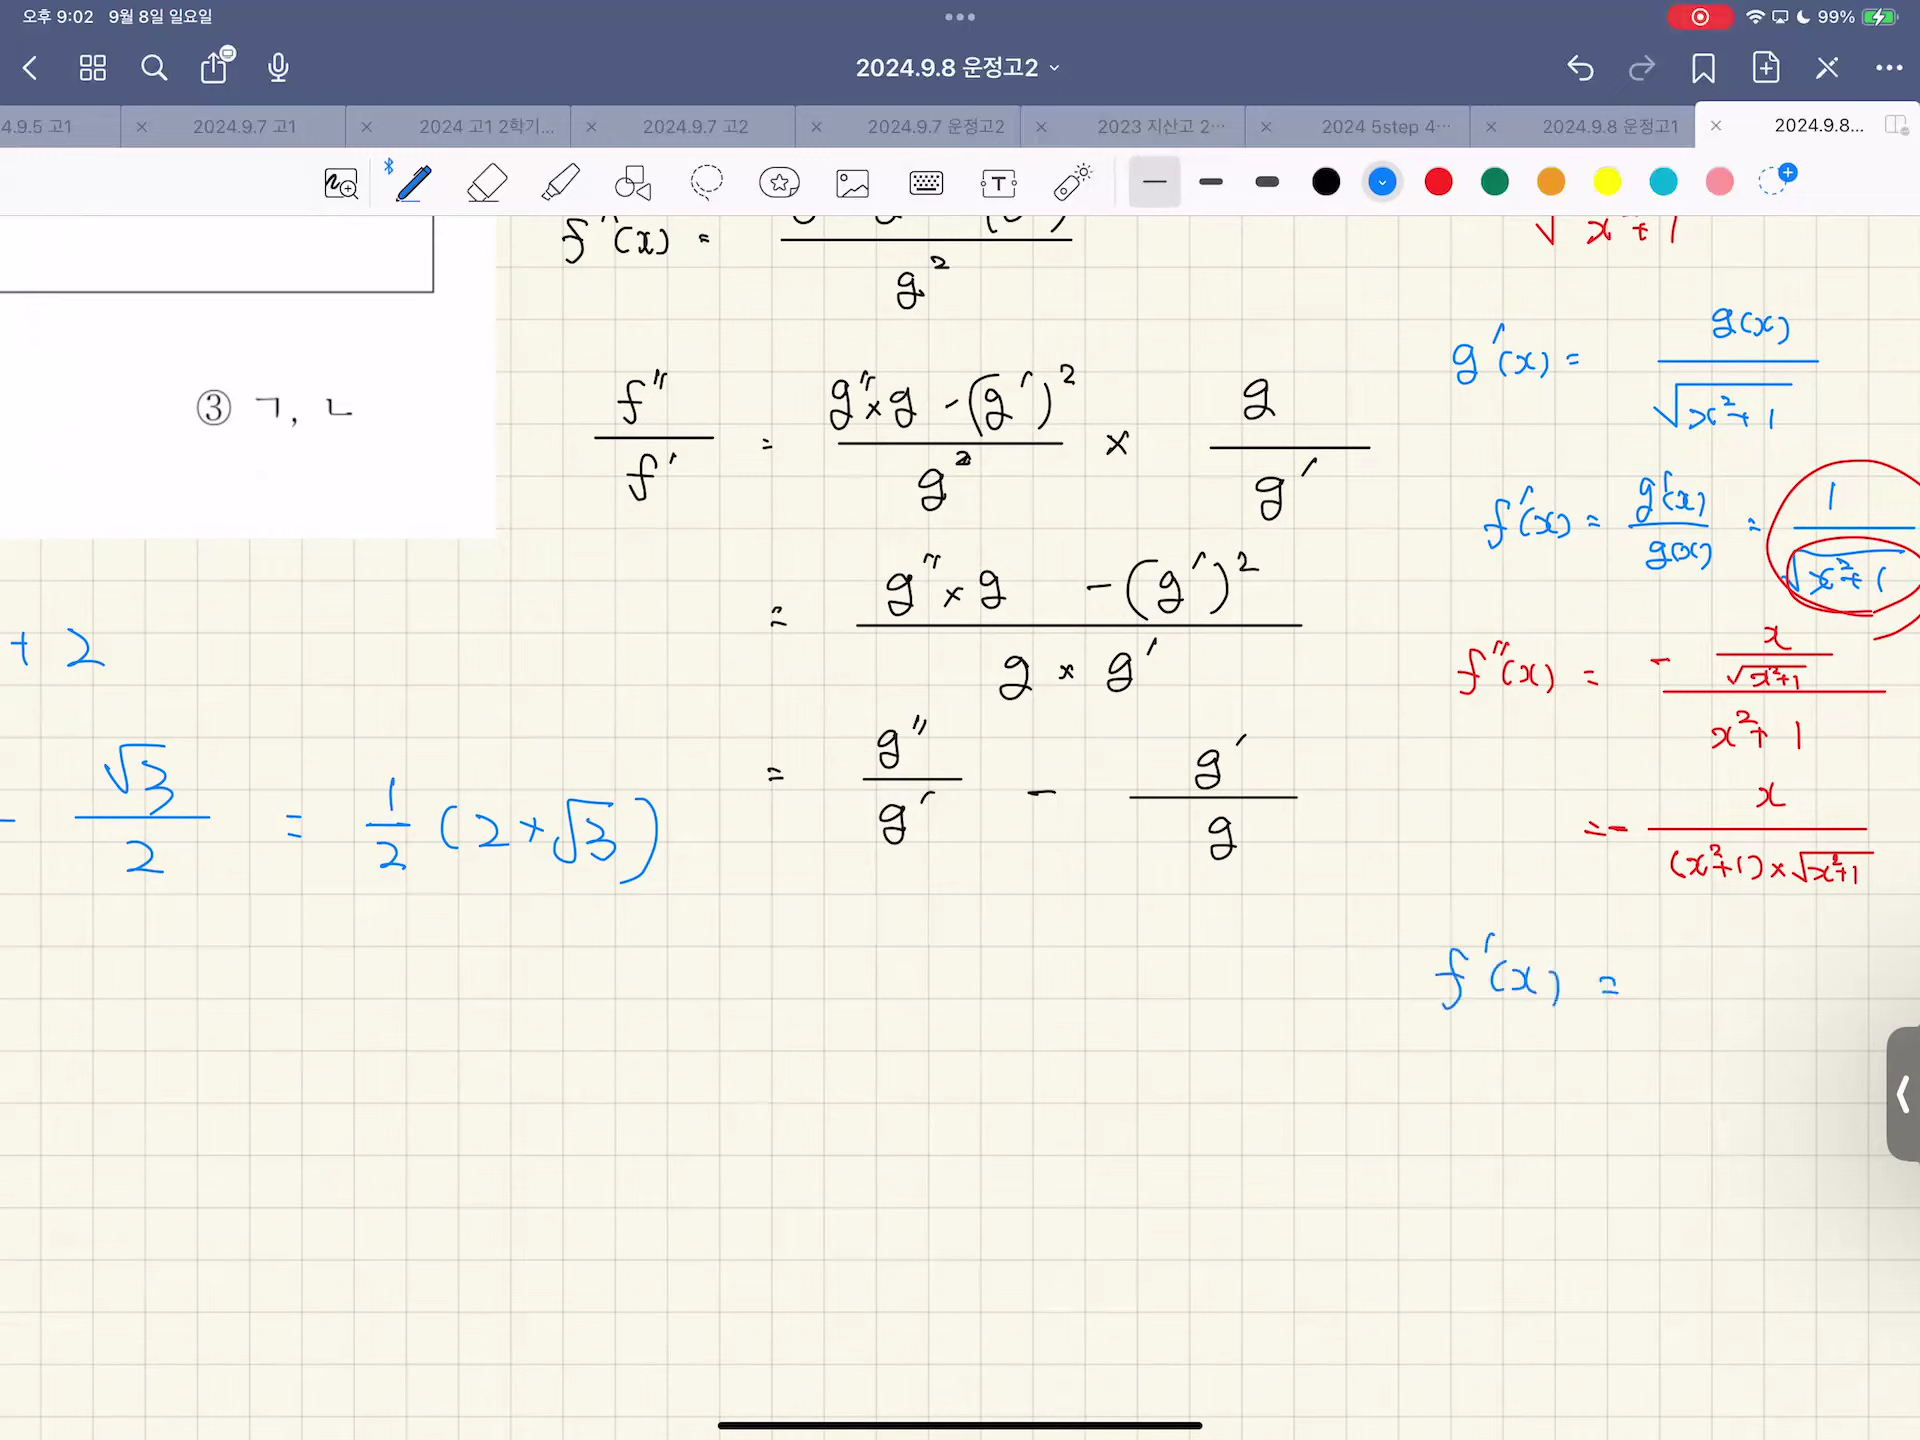 오후 9:02 9월 8일 일요일
99%
2024.9.8 운정고2
4.9.5 고1
2024.9.7 고1
2024 고1 2학기...
2024.9.7 고2
2024.9.7 운정고2
2023 지산고 2...
2024 5step 4...
2024.9.8 운정고1
2024.9.8...
f''(x) = / g²
√x²+1
③ ㄱ, ㄴ
f''/f' = (g''×g - (g')²)/g² × g/g'
= (g''×g - (g')²)/(g × g')
= g''/g' - g'/g
+ 2
√3/2 = 1/2 (2+√3)
g'(x) = g(x)/√x²+1
f'(x) = g'(x)/g(x) = 1/√x²+1
f''(x) = - (x/√x²+1)/(x²+1)
= - x/((x²+1)×√x²+1)
f'(x) =